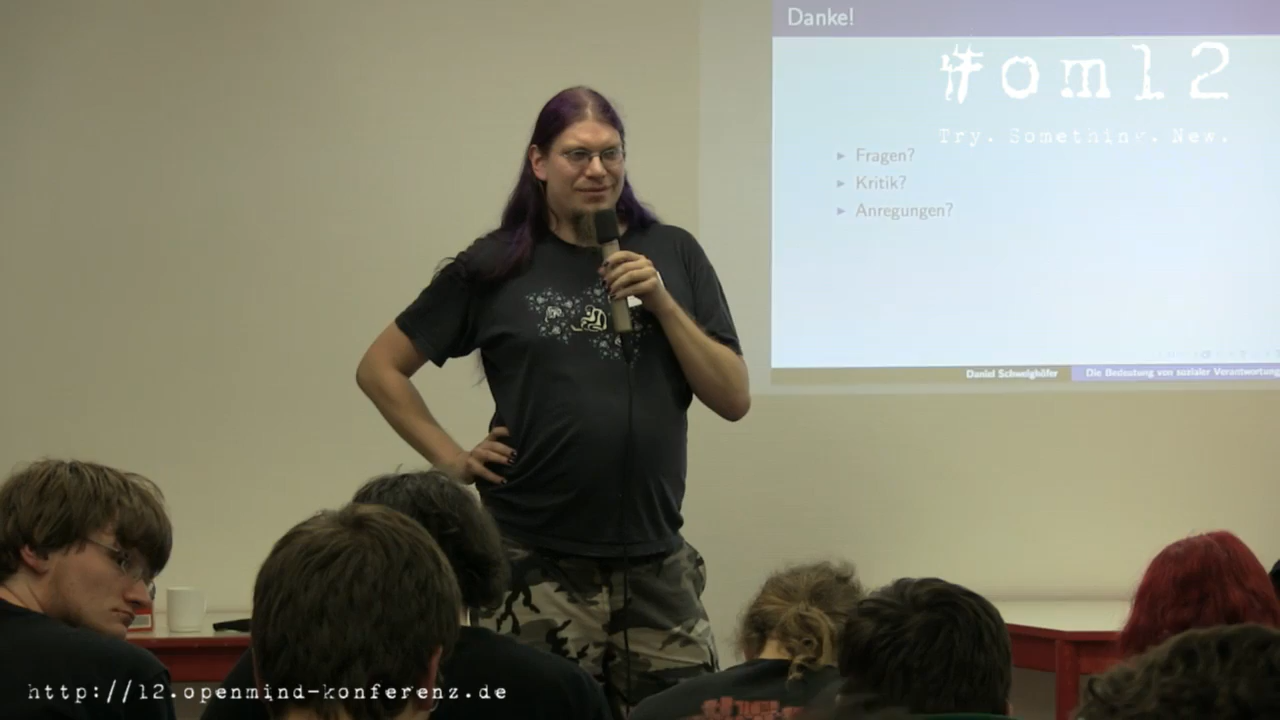 Danke!
#om12
Try. Something. New.
Fragen?
Kritik?
Anregungen?
Daniel Schweighöfer
Die Bedeutung von sozialer Verantwortung
http://12.openmind-konferenz.de